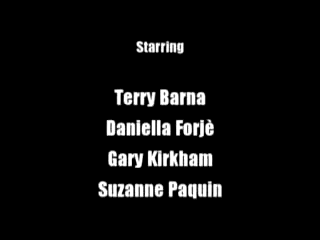 Starring
Terry Barna
Daniella Forjè
Gary Kirkham
Suzanne Paquin